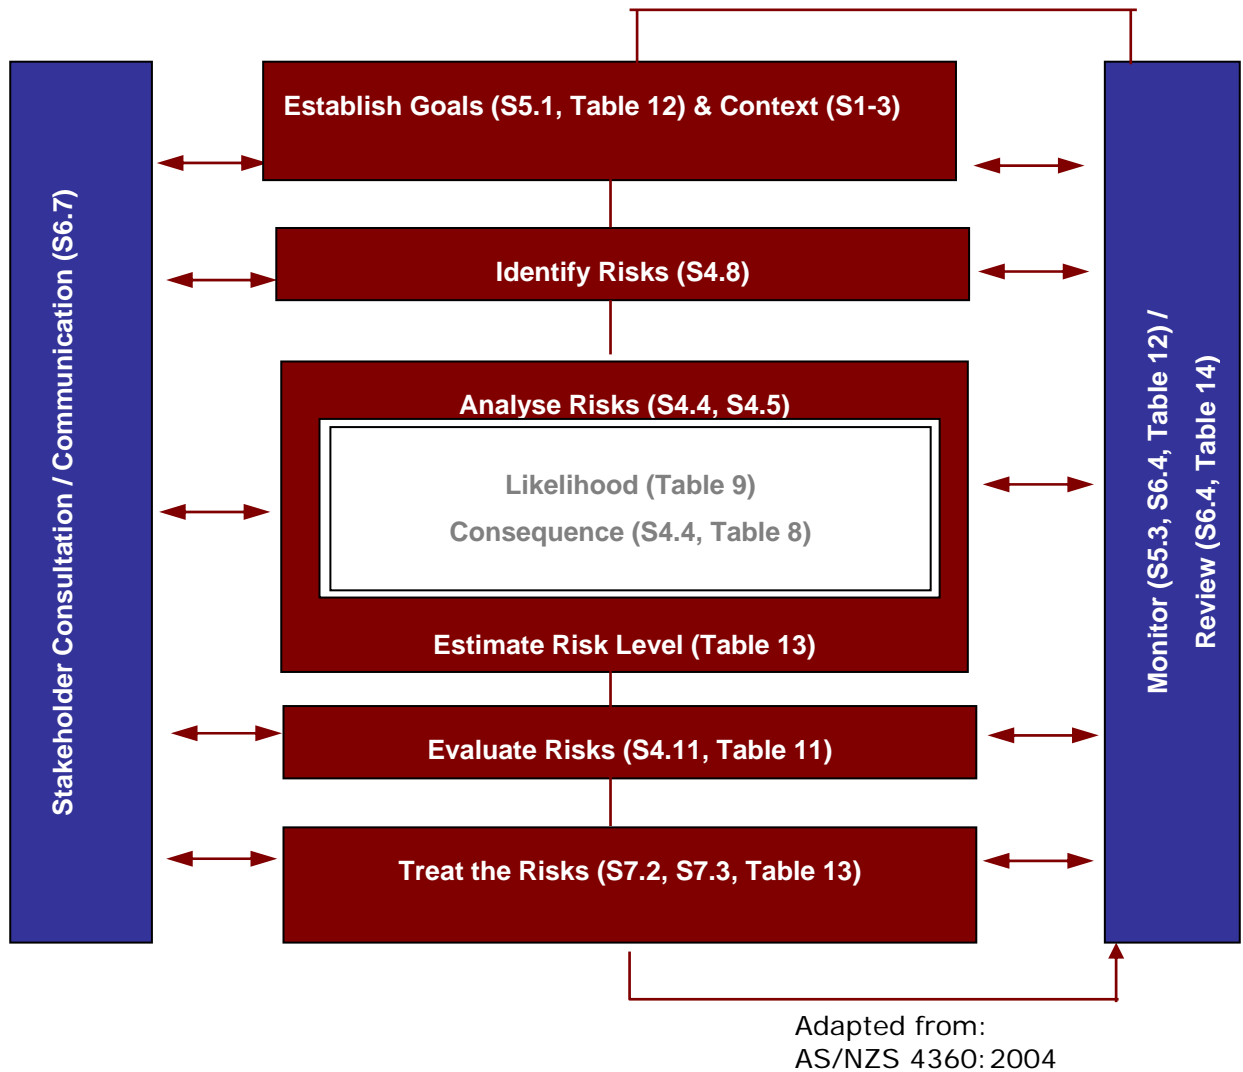 Establish Goals (S5.1, Table 12) & Context (S1-3)
Stakeholder Consultation / Communication (S6.7)
Identify Risks (S4.8)
Analyse Risks (S4.4, S4.5)
Likelihood (Table 9)
Consequence (S4.4, Table 8)
Estimate Risk Level (Table 13)
Evaluate Risks (S4.11, Table 11)
Treat the Risks (S7.2, S7.3, Table 13)
Monitor (S5.3, S6.4, Table 12) /
Review (S6.4, Table 14)
Adapted from:
AS/NZS 4360:2004